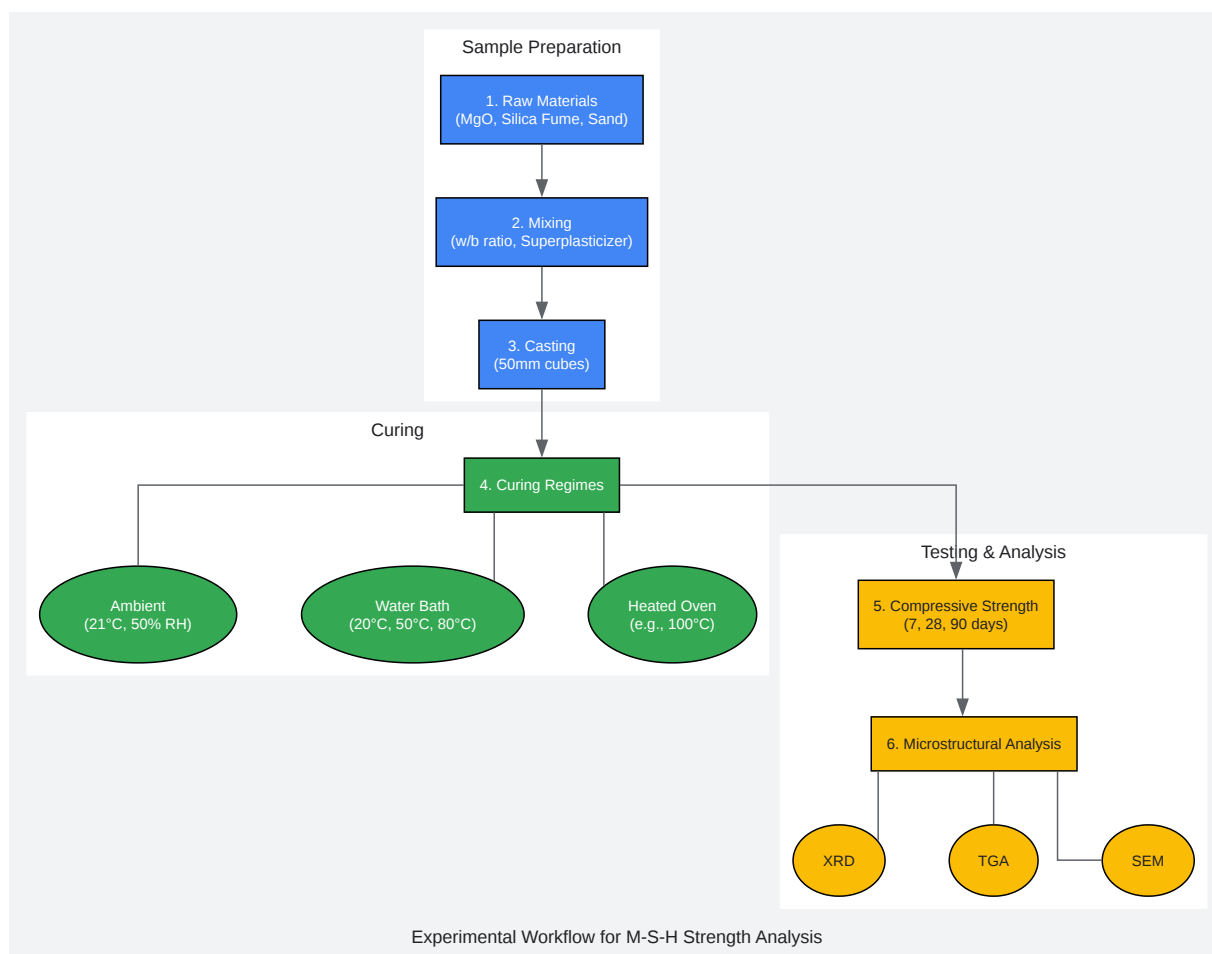 Sample Preparation
1. Raw Materials
(MgO, Silica Fume, Sand)
2. Mixing
(w/b ratio, Superplasticizer)
3. Casting
(50mm cubes)
Curing
4. Curing Regimes
Ambient
(21°C, 50% RH)
Water Bath
(20°C, 50°C, 80°C)
Heated Oven
(e.g., 100°C)
Testing & Analysis
5. Compressive Strength
(7, 28, 90 days)
6. Microstructural Analysis
XRD
TGA
SEM
Experimental Workflow for M-S-H Strength Analysis